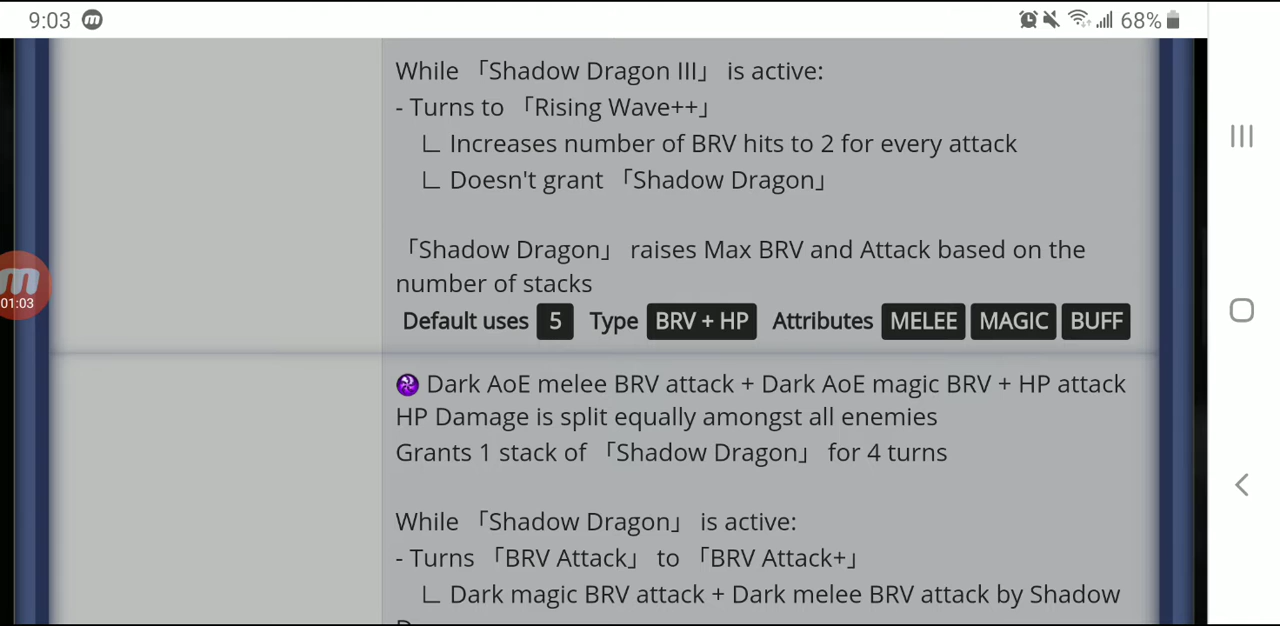 9:03 m 68%
While 「Shadow Dragon III」 is active:
- Turns to 「Rising Wave++」
∟ Increases number of BRV hits to 2 for every attack
∟ Doesn't grant 「Shadow Dragon」
「Shadow Dragon」 raises Max BRV and Attack based on the
number of stacks
Default uses 5 Type BRV + HP Attributes MELEE MAGIC BUFF
m
01:03
Dark AoE melee BRV attack + Dark AoE magic BRV + HP attack
HP Damage is split equally amongst all enemies
Grants 1 stack of 「Shadow Dragon」 for 4 turns
While 「Shadow Dragon」 is active:
- Turns 「BRV Attack」 to 「BRV Attack+」
∟ Dark magic BRV attack + Dark melee BRV attack by Shadow